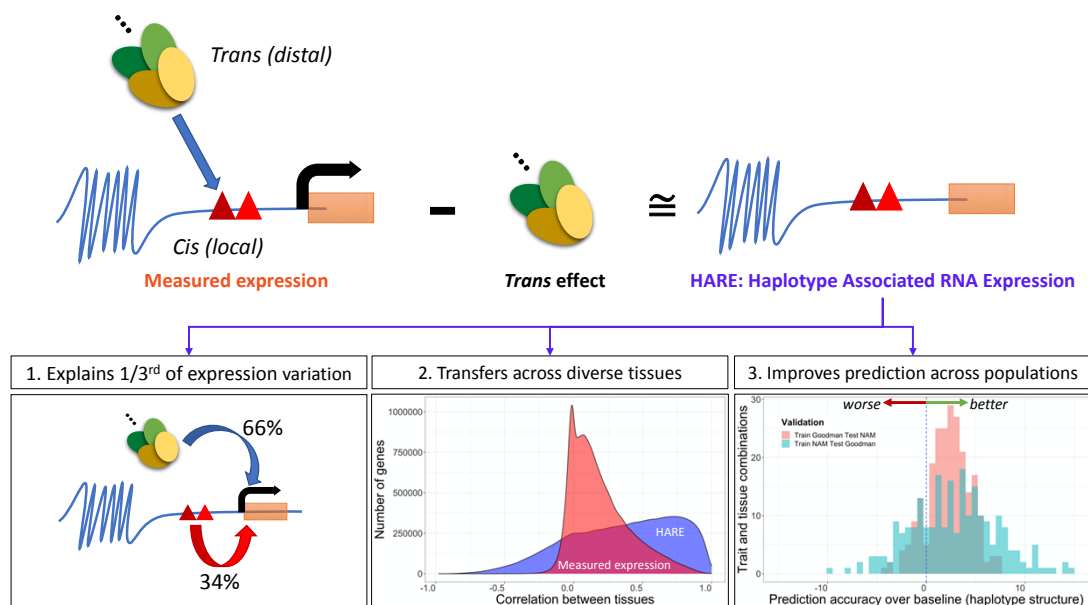 Trans (distal)
Cis (local)
Measured expression
Trans effect
≅
HARE: Haplotype Associated RNA Expression
1. Explains 1/3rd of expression variation
66%
34%
2. Transfers across diverse tissues
Number of genes
1000000
750000
500000
250000
0
HARE
Measured expression
-1.0 -0.5 0.0 0.5 1.0
Correlation between tissues
3. Improves prediction across populations
worse better
Validation
Train Goodman Test NAM
Train NAM Test Goodman
Trait and tissue combinations
30
20
10
0
-10 0 10
Prediction accuracy over baseline (haplotype structure)